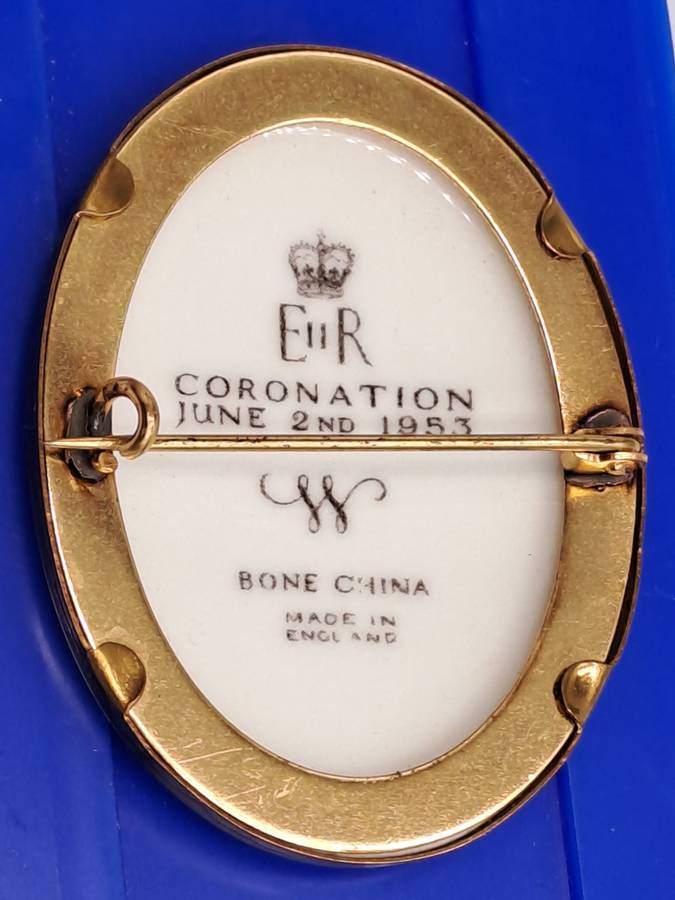 EIIR
CORONATION
JUNE 2ND 1953
W
BONE CHINA
MADE IN
ENGLAND